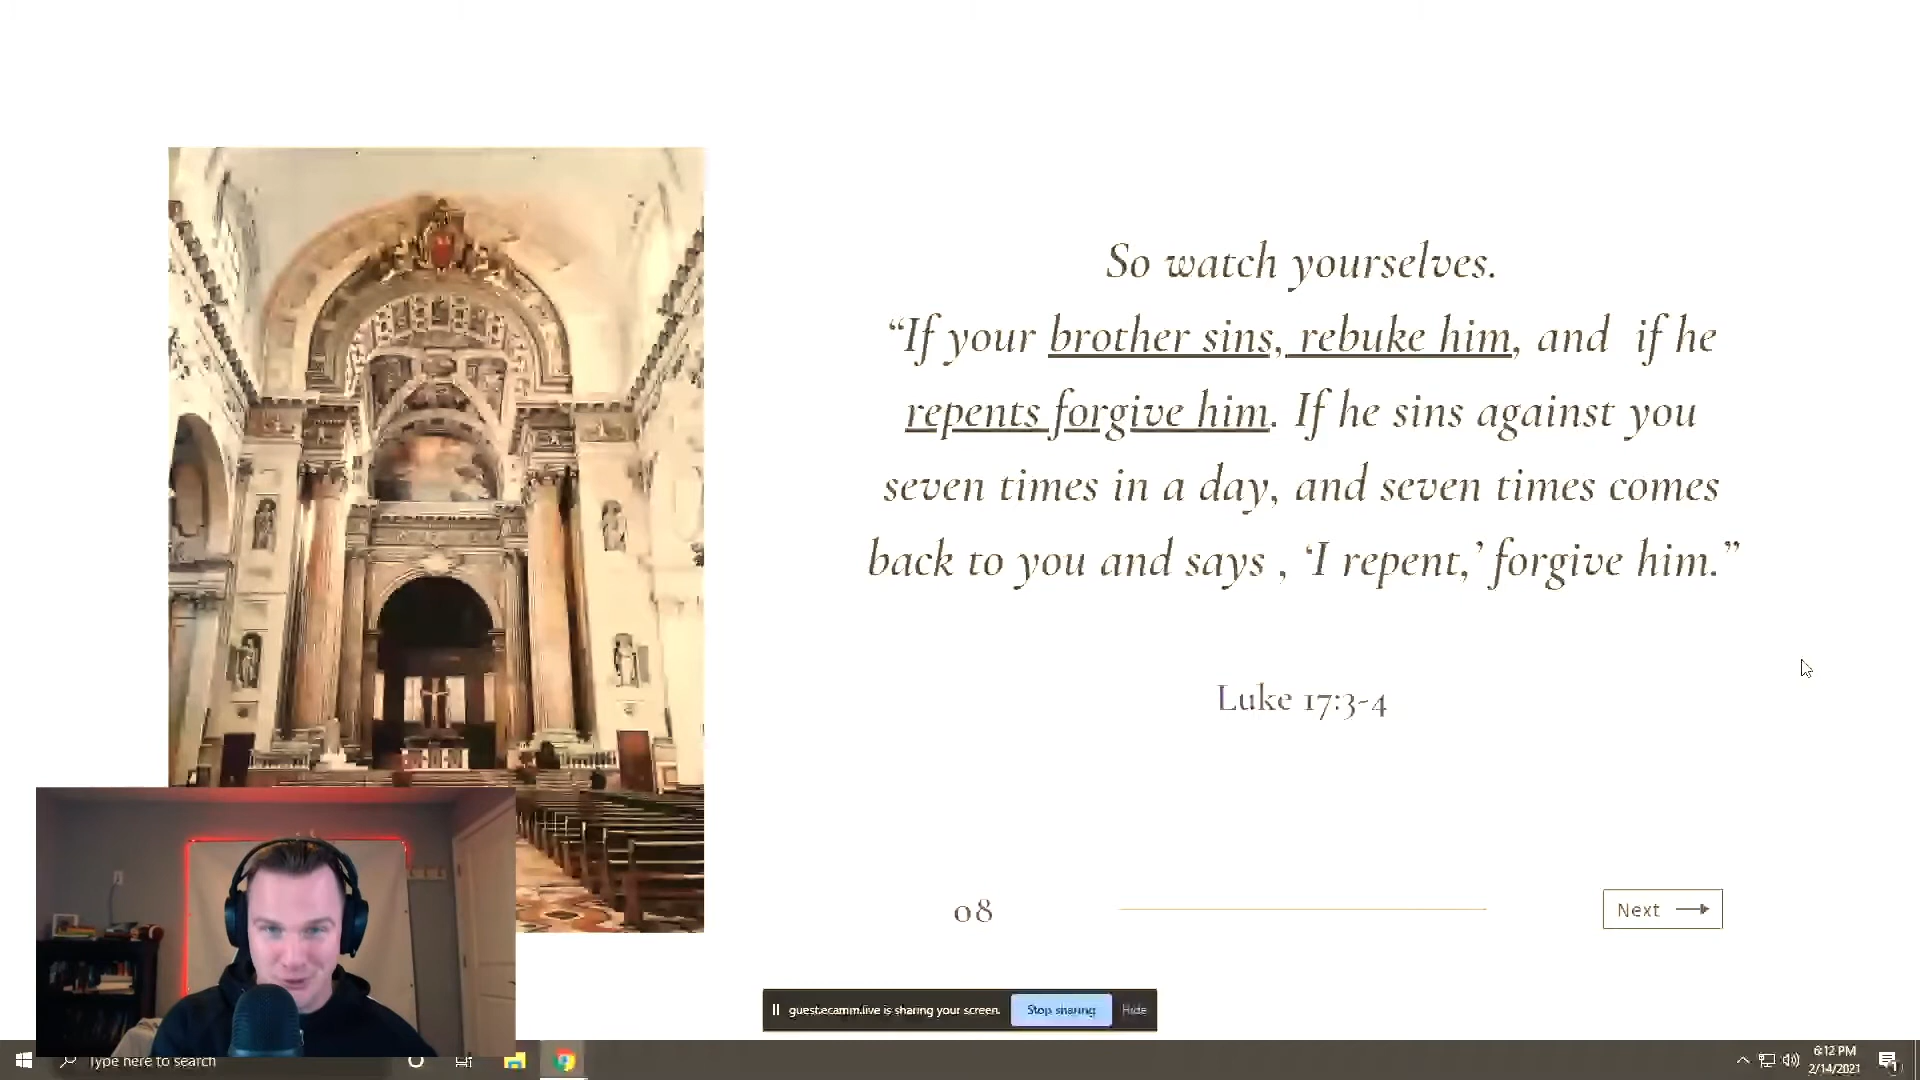 So watch yourselves.
“If your brother sins, rebuke him, and if he
repents forgive him. If he sins against you
seven times in a day, and seven times comes
back to you and says , ‘I repent,’ forgive him.”
Luke 17:3-4
08
Next
guest.ecamm.live is sharing your screen.
Stop sharing
Hide
Type here to search
6:12 PM
2/14/2021
1